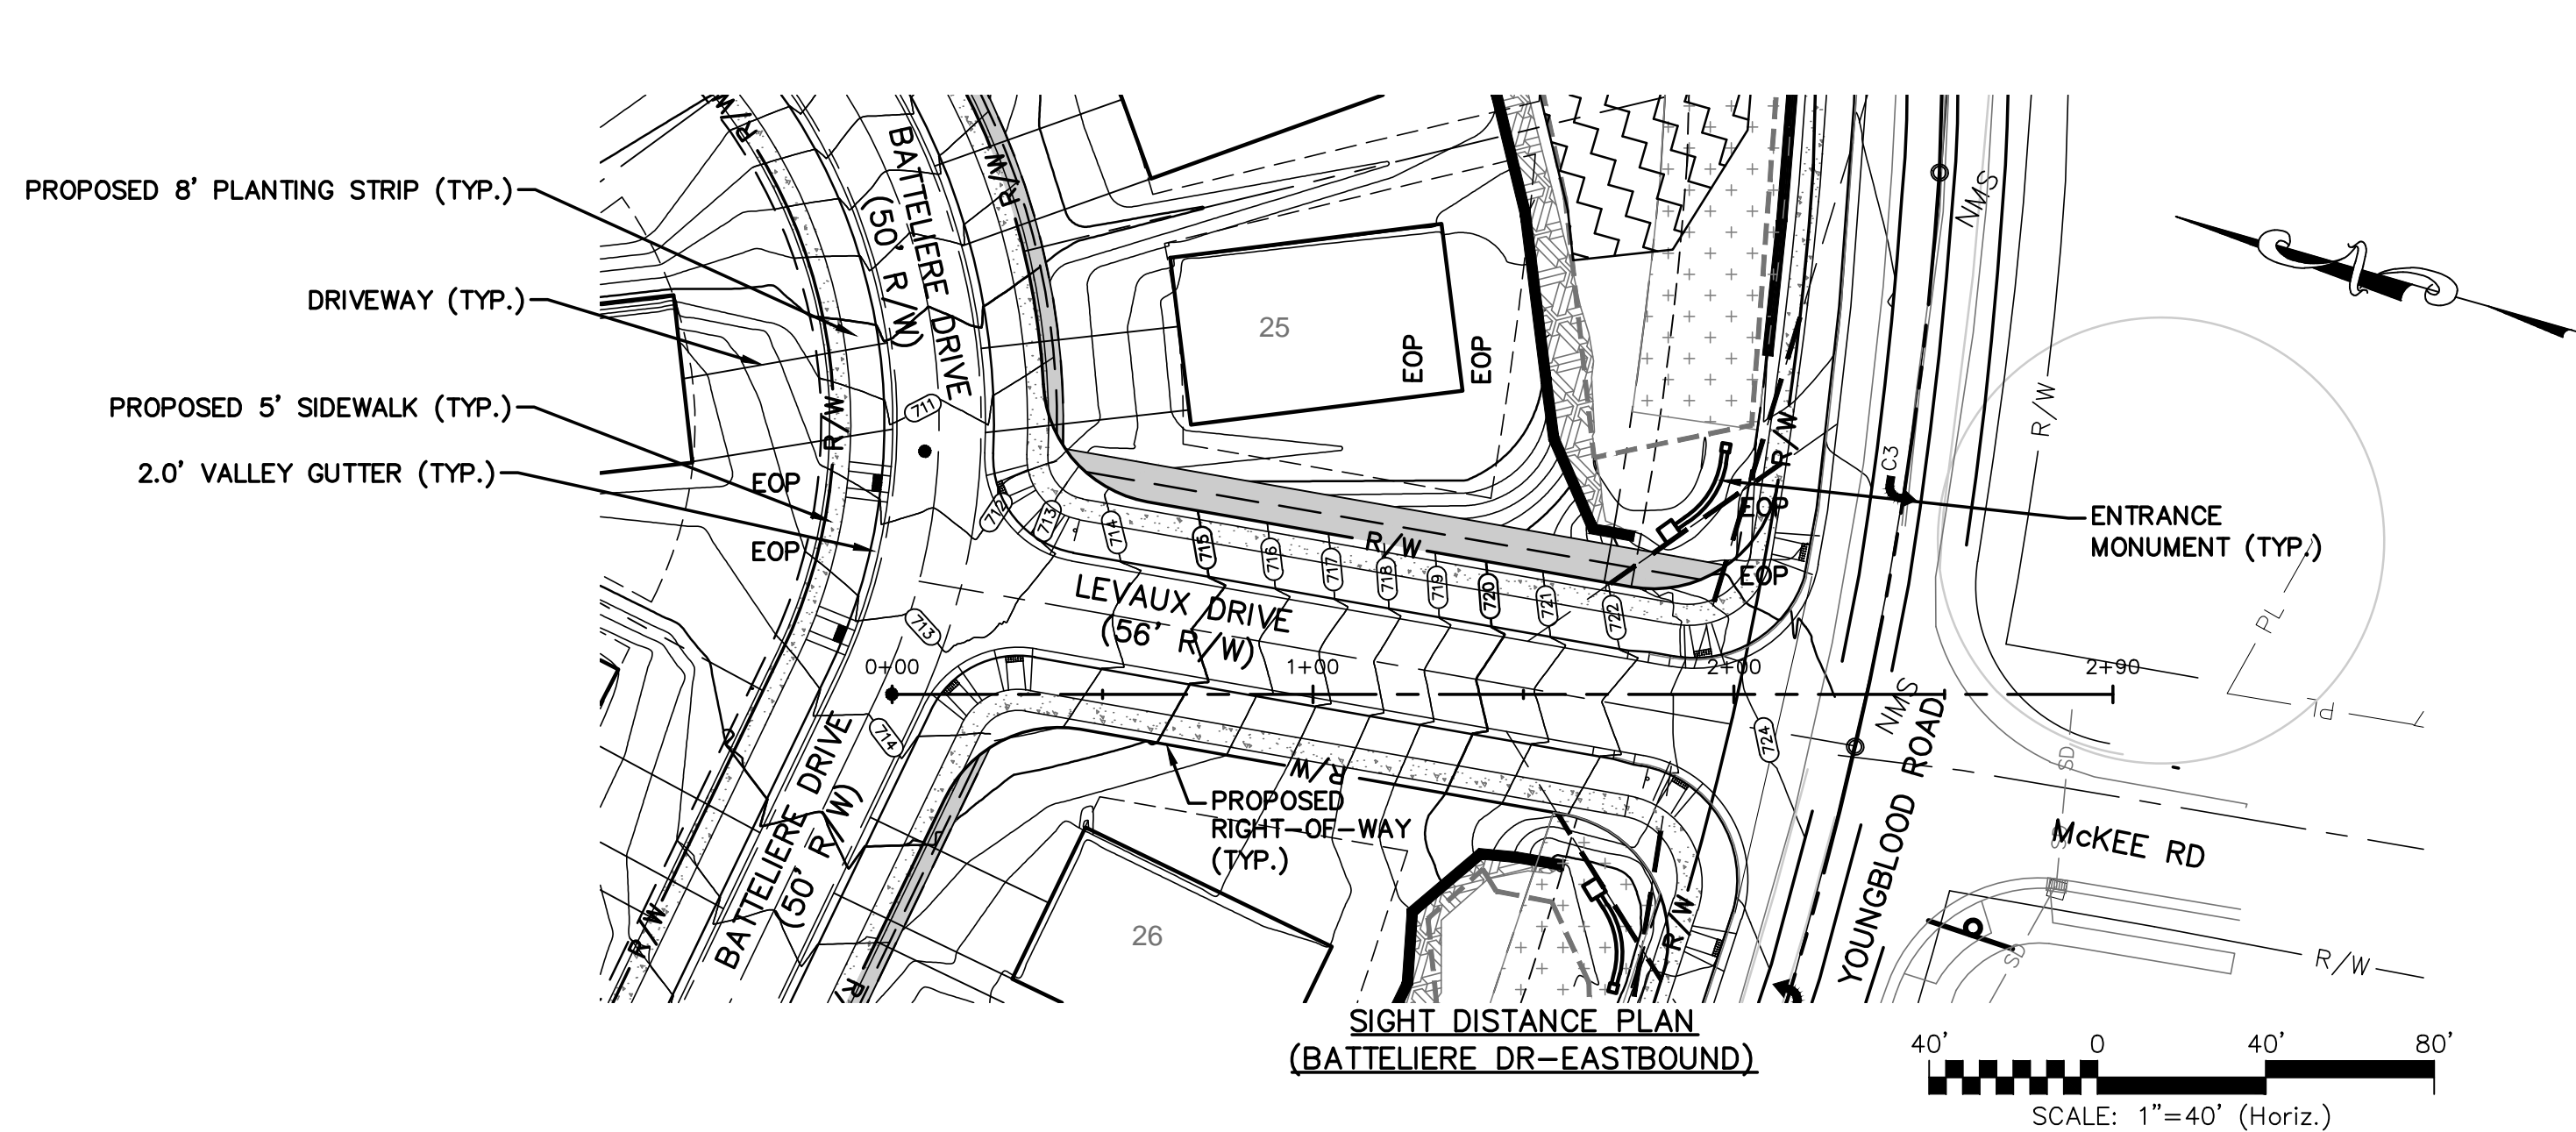 PROPOSED 8' PLANTING STRIP (TYP.)
DRIVEWAY (TYP.)
PROPOSED 5' SIDEWALK (TYP.)
2.0' VALLEY GUTTER (TYP.)
R/W
BATTELIERE DRIVE
(50' R/W)
R/W
NMS
25
EOP
EOP
R/W
711
R/W
R/W
C3
EOP
EOP
EOP
EOP
ENTRANCE
MONUMENT (TYP.)
712
713
714
715
716
717
718
719
720
721
722
R/W
LEVAUX DRIVE
(56' R/W)
713
714
0+00
1+00
2+00
2+90
PL
PL
NMS
724
SD
YOUNGBLOOD ROAD
R/W
PROPOSED
RIGHT-OF-WAY
(TYP.)
McKEE RD
SD
SD
BATTELIERE DRIVE
(50' R/W)
R/W
R/
26
R/W
R/W
SIGHT DISTANCE PLAN
(BATTELIERE DR-EASTBOUND)
40' 0 40' 80'
SCALE: 1"=40' (Horiz.)